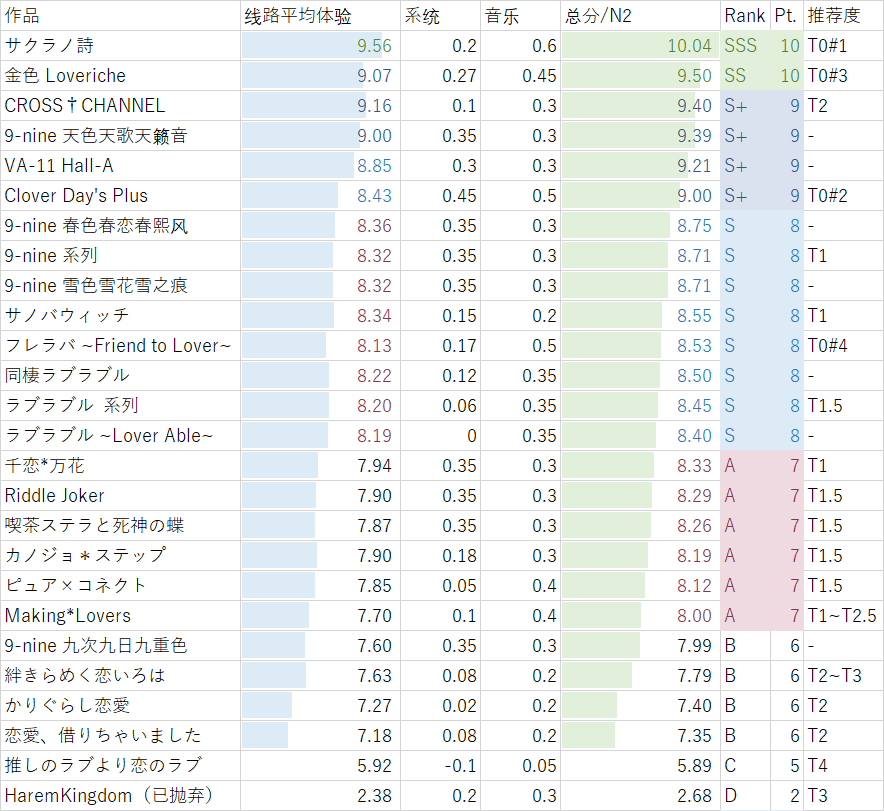 作品 线路平均体验 系统 音乐 总分/N2 Rank Pt. 推荐度
サクラノ詩 9.56 0.2 0.6 10.04 SSS 10 T0#1
金色 Loveriche 9.07 0.27 0.45 9.50 SS 10 T0#3
CROSS†CHANNEL 9.16 0.1 0.3 9.40 S+ 9 T2
9-nine 天色天歌天籁音 9.00 0.35 0.3 9.39 S+ 9 -
VA-11 Hall-A 8.85 0.3 0.3 9.21 S+ 9 -
Clover Day's Plus 8.43 0.45 0.5 9.00 S+ 9 T0#2
9-nine 春色春恋春熙风 8.36 0.35 0.3 8.75 S 8 -
9-nine 系列 8.32 0.35 0.3 8.71 S 8 T1
9-nine 雪色雪花雪之痕 8.32 0.35 0.3 8.71 S 8 -
サノバウィッチ 8.34 0.15 0.2 8.55 S 8 T1
フレラバ ~Friend to Lover~ 8.13 0.17 0.5 8.53 S 8 T0#4
同棲ラブラブル 8.22 0.12 0.35 8.50 S 8 -
ラブラブル 系列 8.20 0.06 0.35 8.45 S 8 T1.5
ラブラブル ~Lover Able~ 8.19 0 0.35 8.40 S 8 -
千恋*万花 7.94 0.35 0.3 8.33 A 7 T1
Riddle Joker 7.90 0.35 0.3 8.29 A 7 T1.5
喫茶ステラと死神の蝶 7.87 0.35 0.3 8.26 A 7 T1.5
カノジョ＊ステップ 7.90 0.18 0.3 8.19 A 7 T1.5
ピュア×コネクト 7.85 0.05 0.4 8.12 A 7 T1.5
Making*Lovers 7.70 0.1 0.4 8.00 A 7 T1~T2.5
9-nine 九次九日九重色 7.60 0.35 0.3 7.99 B 6 -
絆きらめく恋いろは 7.63 0.08 0.2 7.79 B 6 T2~T3
かりぐらし恋愛 7.27 0.02 0.2 7.40 B 6 T2
恋愛、借りちゃいました 7.18 0.08 0.2 7.35 B 6 T2
推しのラブより恋のラブ 5.92 -0.1 0.05 5.89 C 5 T4
HaremKingdom（已抛弃） 2.38 0.2 0.3 2.68 D 2 T3